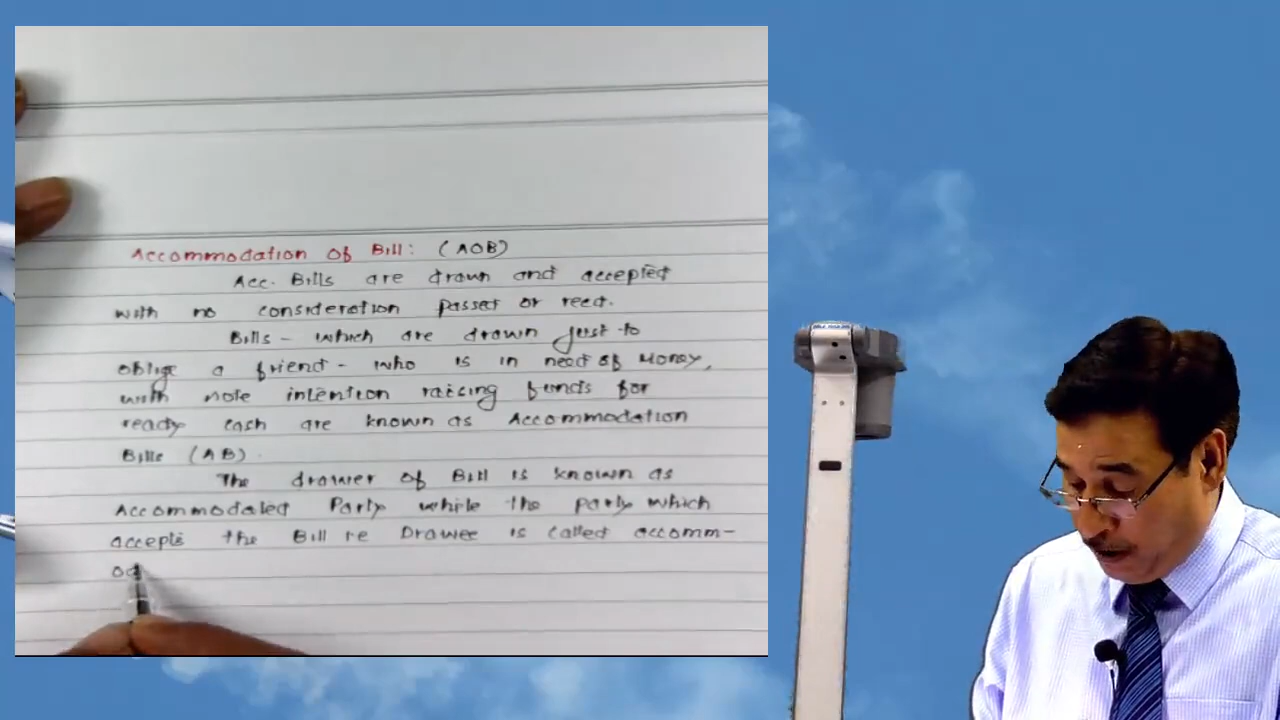 Accommodation of Bill: (AOB)
Acc. Bills are drawn and accepted
with no consideration passed or recd.
Bills - which are drawn just to
oblige a friend - who is in need of Money,
with note intention raising funds for
ready cash are known as Accommodation
Bills (AB).
The drawer of Bill is known as
Accommodated Party while the party which
accepts the Bill ie Drawee is called accomm-
od